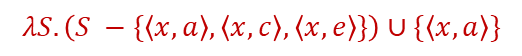 λS.(S − {⟨x, a⟩,⟨x, c⟩,⟨x, e⟩}) ∪ {⟨x, a⟩}